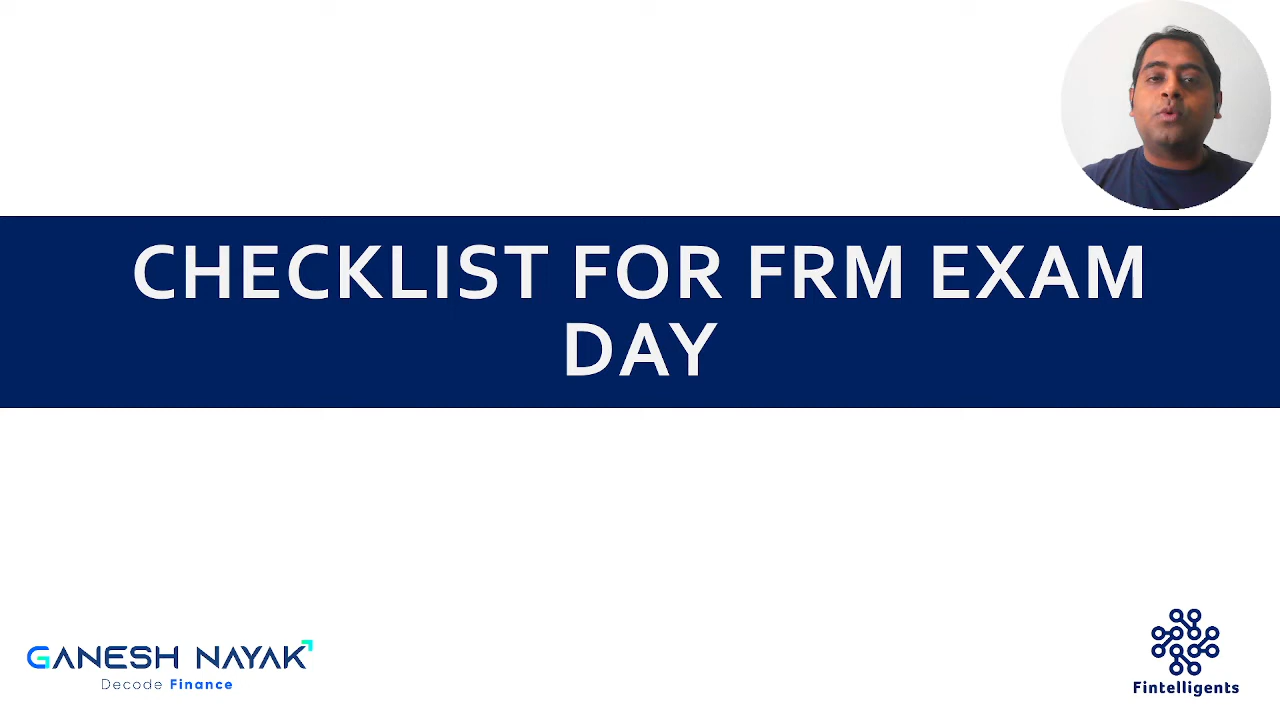 CHECKLIST FOR FRM EXAM
DAY
GANESH NAYAK
Decode Finance
Fintelligents